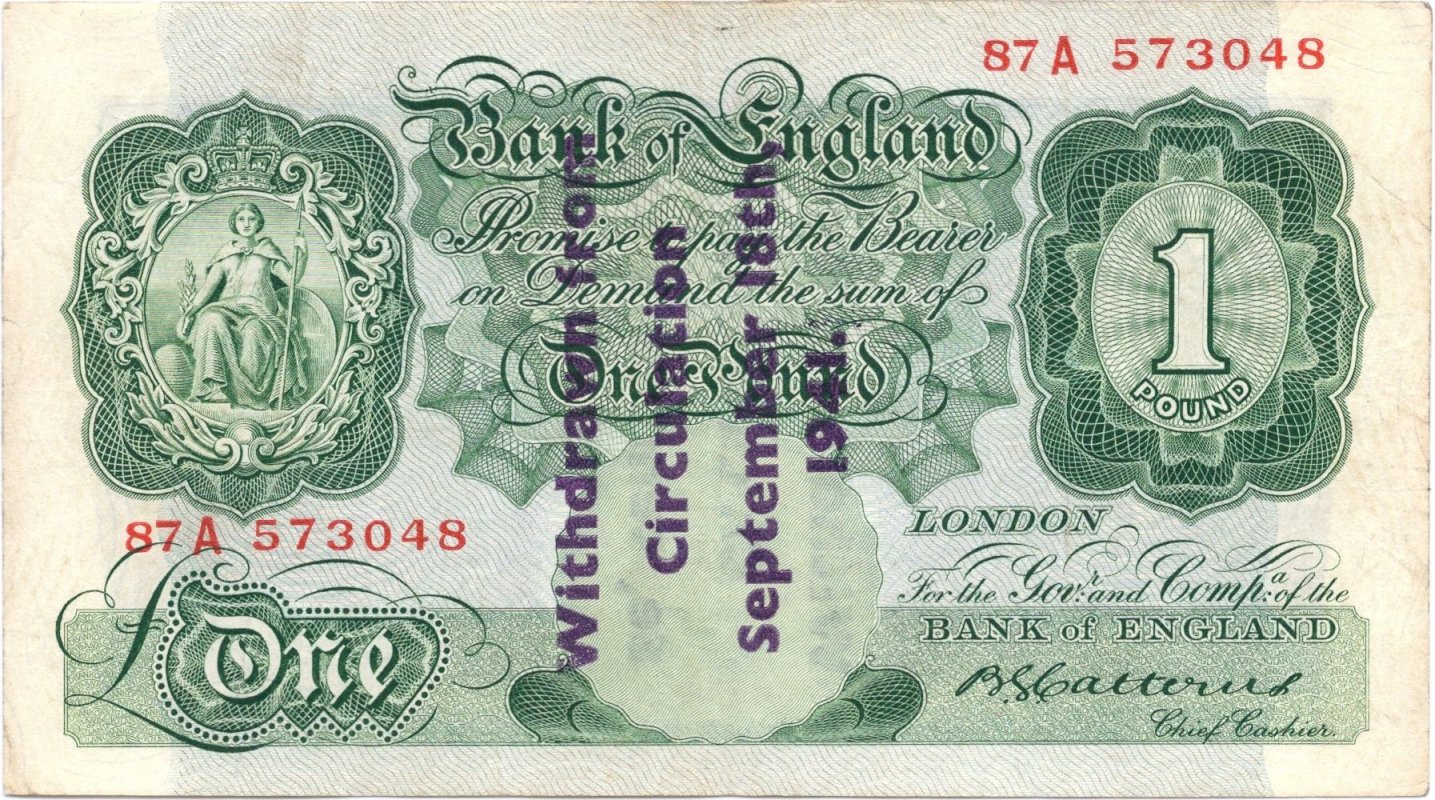 87A 573048
Bank of England
Promise to pay the Bearer
on Demand the sum of
One Pound
1
POUND
87A 573048
LONDON
For the Govr. and Compa. of the
BANK of ENGLAND
£One
B G Catterns
Chief Cashier.
Withdrawn from
Circulation
September 18th,
1941.